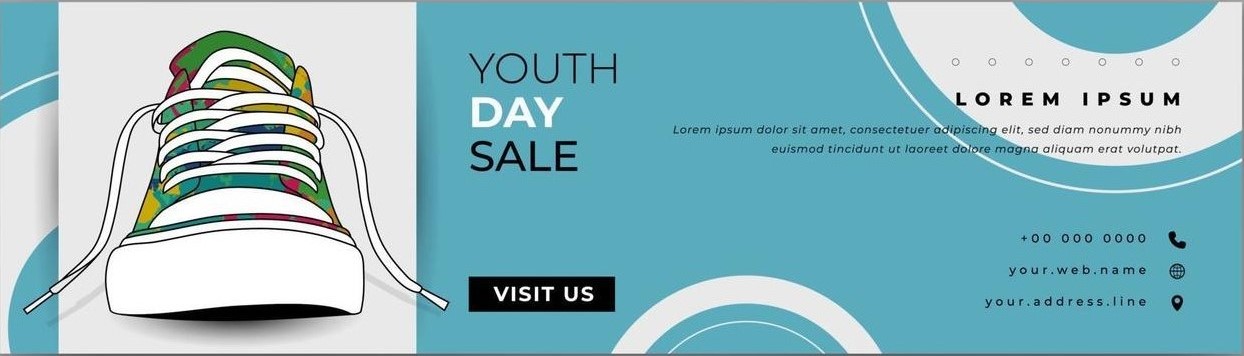 YOUTH
DAY
SALE
VISIT US
LOREM IPSUM
Lorem ipsum dolor sit amet, consectetuer adipiscing elit, sed diam nonummy nibh
euismod tincidunt ut laoreet dolore magna aliquam erat volutpat.
+00 000 0000
your.web.name
your.address.line